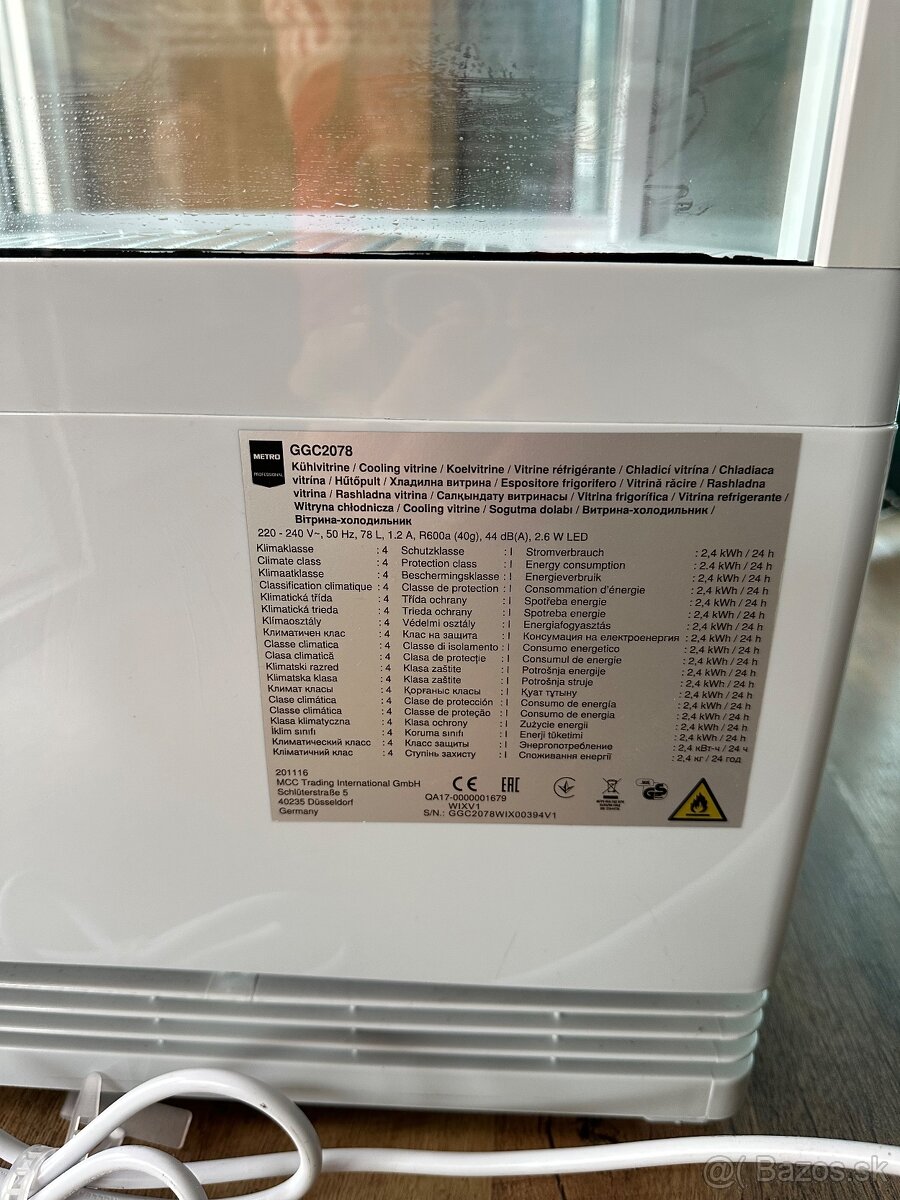 METRO
PROFESSIONAL
GGC2078
Kühlvitrine / Cooling vitrine / Koelvitrine / Vitrine réfrigérante / Chladicí vitrína / Chladiaca
vitrína / Hűtőpult / Хладилна витрина / Espositore frigorifero / Vitrină răcire / Rashladna
vitrina / Rashladna vitrina / Салқындату витринасы / Vitrina frigorífica / Vitrina refrigerante /
Witryna chłodnicza / Cooling vitrine / Sogutma dolabı / Витрина-холодильник /
Вітрина-холодильник
220 - 240 V~, 50 Hz, 78 L, 1.2 A, R600a (40g), 44 dB(A), 2.6 W LED
Klimaklasse : 4 Schutzklasse : I Stromverbrauch : 2,4 kWh / 24 h
Climate class : 4 Protection class : I Energy consumption : 2.4 kWh / 24 h
Klimaatklasse : 4 Beschermingsklasse : I Energieverbruik : 2,4 kWh / 24 h
Classification climatique : 4 Classe de protection : I Consommation d'énergie : 2,4 kWh / 24 h
Klimatická třída : 4 Třída ochrany : I Spotřeba energie : 2,4 kWh / 24 h
Klimatická trieda : 4 Trieda ochrany : I Spotreba energie : 2,4 kWh / 24 h
Klímaosztály : 4 Védelmi osztály : I Energiafogyasztás : 2,4 kWh / 24 h
Климатичен клас : 4 Клас на защита : I Консумация на електроенергия : 2,4 kWh / 24 h
Classe climatica : 4 Classe di isolamento : I Consumo energetico : 2,4 kWh / 24 h
Clasa climatică : 4 Clasa de protecţie : I Consumul de energie : 2,4 kWh / 24 h
Klimatski razred : 4 Klasa zaštite : I Potrošnja energije : 2,4 kWh / 24 h
Klimatska klasa : 4 Klasa zaštite : I Potrošnja struje : 2,4 kWh / 24 h
Климат класы : 4 Қорғаныс класы : I Қуат тұтыну : 2,4 kWh / 24 h
Clase climática : 4 Clase de protección : I Consumo de energía : 2,4 kWh / 24 h
Classe climática : 4 Classe de proteção : I Consumo de energia : 2,4 kWh / 24 h
Klasa klimatyczna : 4 Klasa ochrony : I Zużycie energii : 2,4 kWh / 24 h
İklim sınıfı : 4 Koruma sınıfı : I Enerji tüketimi : 2,4 kWh / 24 h
Климатический класс : 4 Класс защиты : I Энергопотребление : 2,4 кВт-ч / 24 ч
Кліматичний клас : 4 Ступінь захисту : I Споживання енергії : 2,4 кг / 24 год
201116
MCC Trading International GmbH
Schlüterstraße 5
40235 Düsseldorf
Germany
CE EAC
QA17-0000001679
WIXV1
S/N.: GGC2078WIX00394V1
GS
@( Bazos.sk